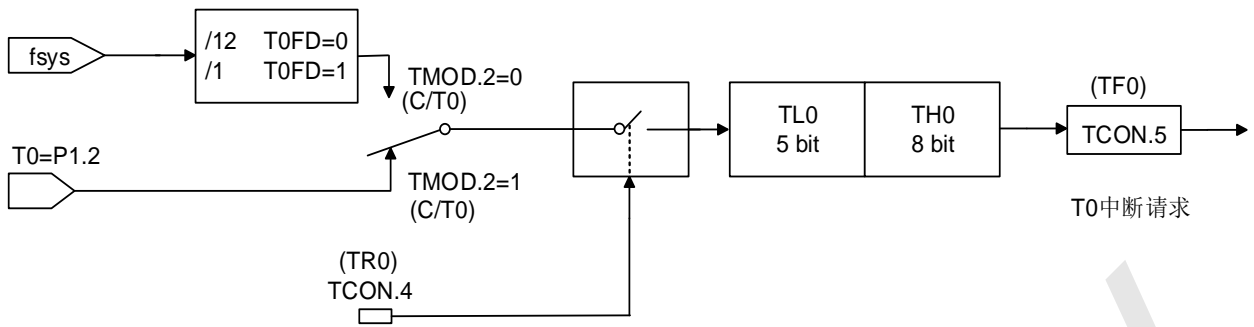 fsys
/12 T0FD=0
/1 T0FD=1
TMOD.2=0
(C/T0)
T0=P1.2
TMOD.2=1
(C/T0)
(TR0)
TCON.4
TL0
5 bit
TH0
8 bit
(TF0)
TCON.5
T0中断请求